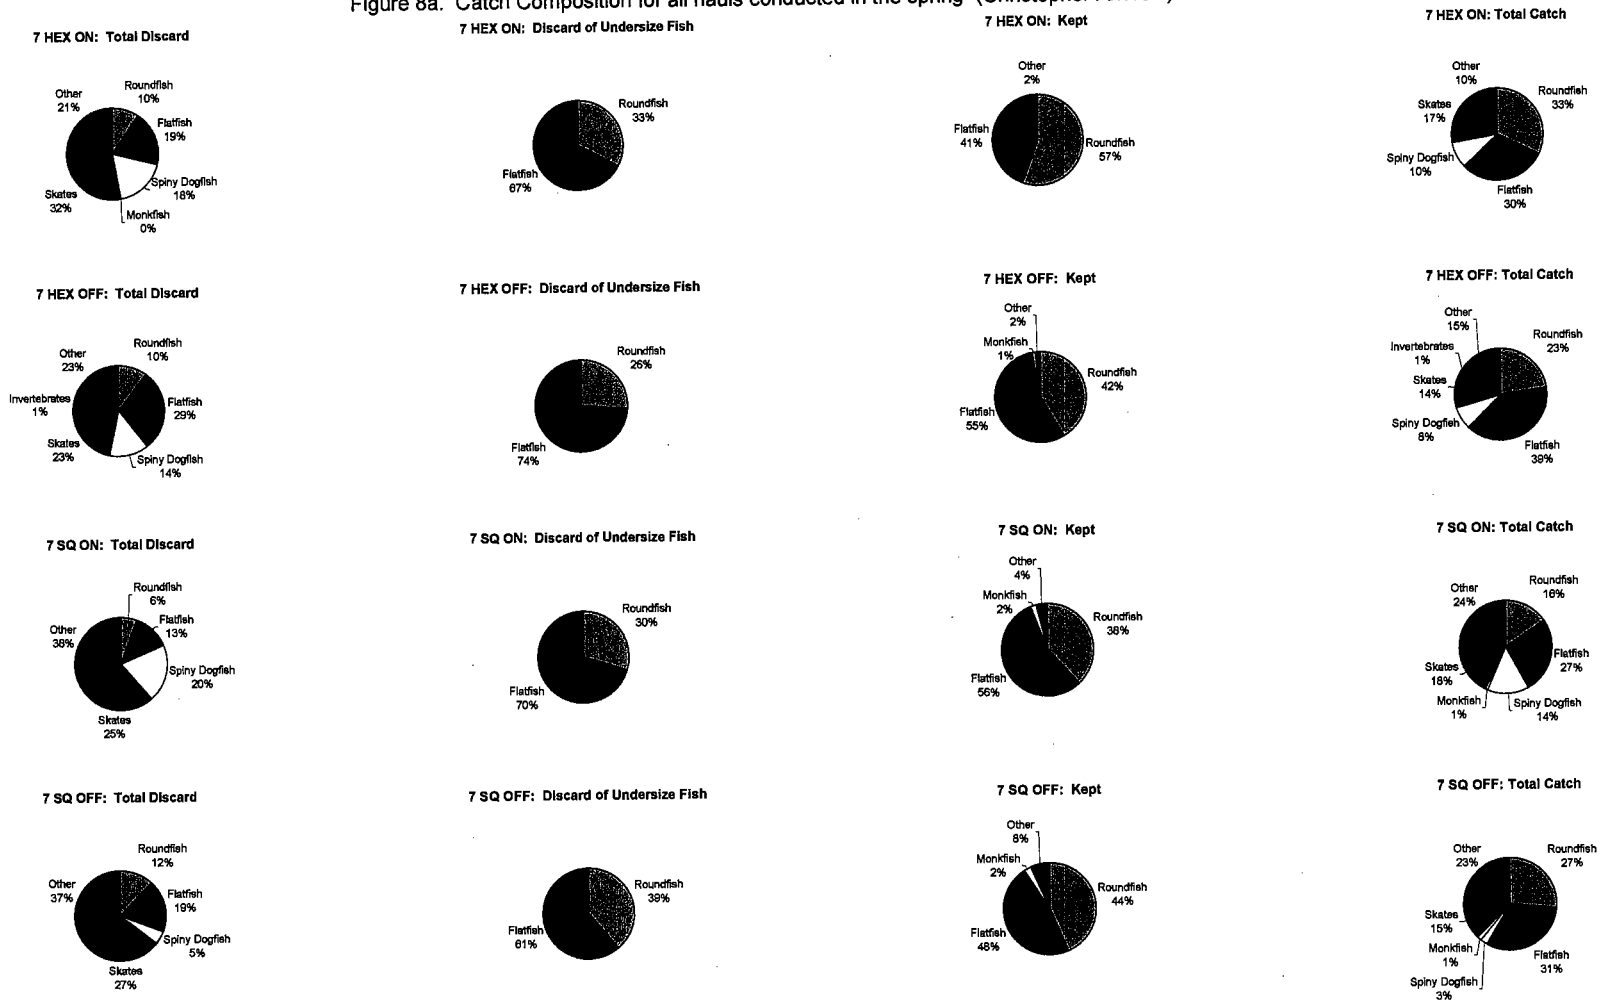 Figure 8a. Catch Composition for all hauls conducted in the spring
7 HEX ON: Total Discard
Other
21%
Roundfish
10%
Flatfish
19%
Spiny Dogfish
18%
Monkfish
0%
Skates
32%
7 HEX ON: Discard of Undersize Fish
Roundfish
33%
Flatfish
67%
7 HEX ON: Kept
Other
2%
Flatfish
41%
Roundfish
57%
7 HEX ON: Total Catch
Other
10%
Roundfish
33%
Skates
17%
Spiny Dogfish
10%
Flatfish
30%
7 HEX OFF: Total Discard
Roundfish
10%
Other
23%
Invertebrates
1%
Flatfish
29%
Skates
23%
Spiny Dogfish
14%
7 HEX OFF: Discard of Undersize Fish
Roundfish
26%
Flatfish
74%
7 HEX OFF: Kept
Other
2%
Monkfish
1%
Roundfish
42%
Flatfish
55%
7 HEX OFF: Total Catch
Other
15%
Roundfish
23%
Invertebrates
1%
Skates
14%
Spiny Dogfish
8%
Flatfish
39%
7 SQ ON: Total Discard
Roundfish
6%
Flatfish
13%
Other
36%
Spiny Dogfish
20%
Skates
25%
7 SQ ON: Discard of Undersize Fish
Roundfish
30%
Flatfish
70%
7 SQ ON: Kept
Other
4%
Monkfish
2%
Roundfish
38%
Flatfish
56%
7 SQ ON: Total Catch
Other
24%
Roundfish
16%
Flatfish
27%
Skates
18%
Monkfish
1%
Spiny Dogfish
14%
7 SQ OFF: Total Discard
Roundfish
12%
Other
37%
Flatfish
19%
Spiny Dogfish
5%
Skates
27%
7 SQ OFF: Discard of Undersize Fish
Roundfish
39%
Flatfish
61%
7 SQ OFF: Kept
Other
8%
Monkfish
2%
Roundfish
44%
Flatfish
46%
7 SQ OFF: Total Catch
Other
23%
Roundfish
27%
Skates
15%
Monkfish
1%
Flatfish
31%
Spiny Dogfish
3%